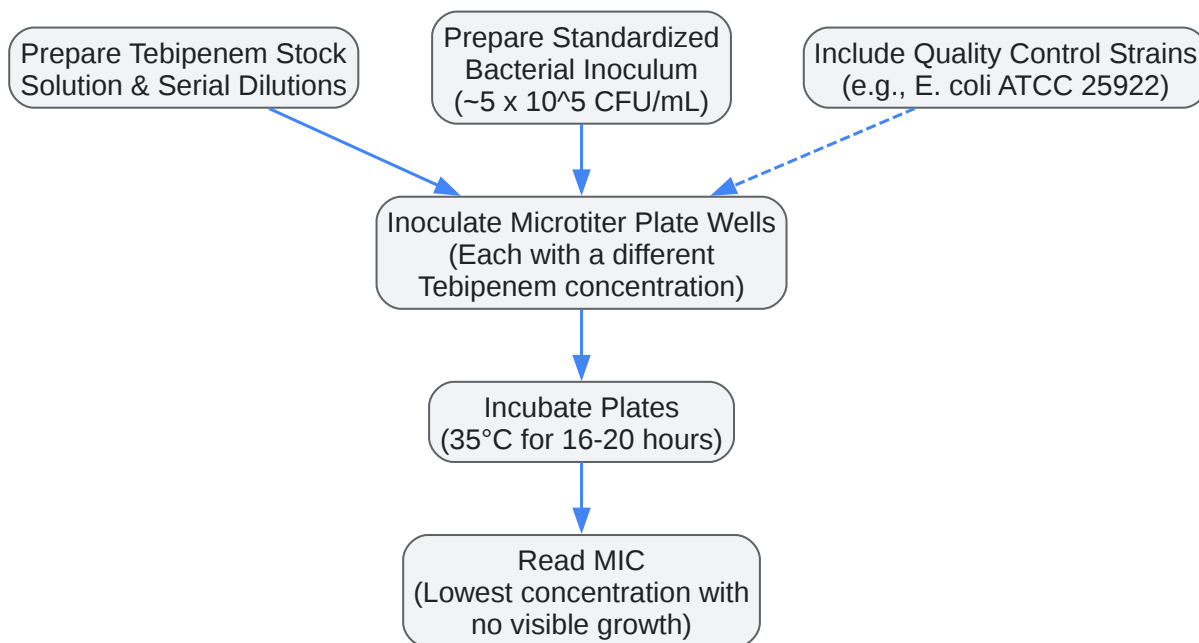 Prepare Tebipenem Stock
Solution & Serial Dilutions
Prepare Standardized
Bacterial Inoculum
(~5 x 10^5 CFU/mL)
Include Quality Control Strains
(e.g., E. coli ATCC 25922)
Inoculate Microtiter Plate Wells
(Each with a different
Tebipenem concentration)
Incubate Plates
(35°C for 16-20 hours)
Read MIC
(Lowest concentration with
no visible growth)